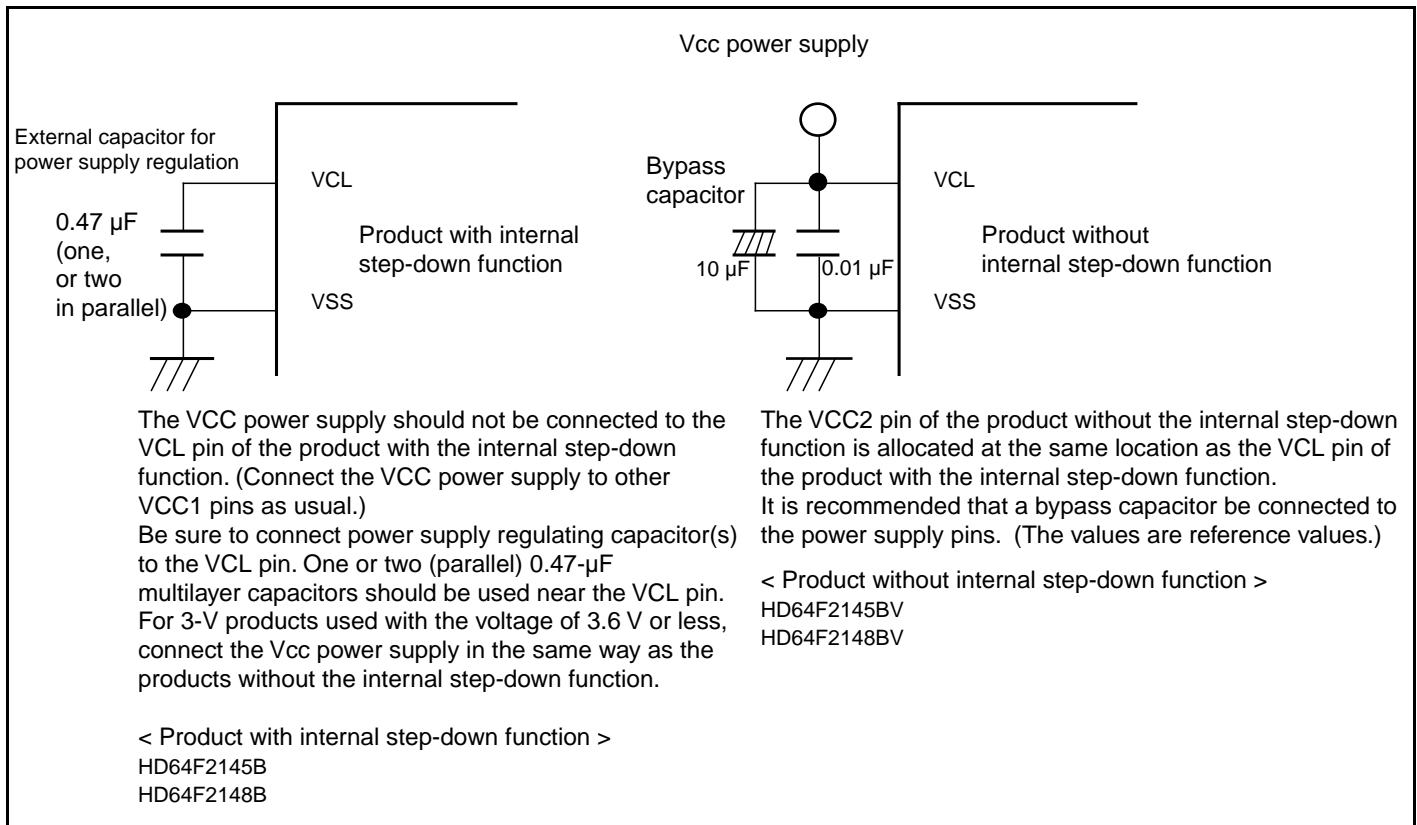 Vcc power supply
External capacitor for
power supply regulation
VCL
0.47 µF
(one,
or two
in parallel)
Product with internal
step-down function
VSS
Bypass
capacitor
10 µF
0.01 µF
VCL
Product without
internal step-down function
VSS
The VCC power supply should not be connected to the
VCL pin of the product with the internal step-down
function. (Connect the VCC power supply to other
VCC1 pins as usual.)
Be sure to connect power supply regulating capacitor(s)
to the VCL pin. One or two (parallel) 0.47-µF
multilayer capacitors should be used near the VCL pin.
For 3-V products used with the voltage of 3.6 V or less,
connect the Vcc power supply in the same way as the
products without the internal step-down function.
< Product with internal step-down function >
HD64F2145B
HD64F2148B
The VCC2 pin of the product without the internal step-down
function is allocated at the same location as the VCL pin of
the product with the internal step-down function.
It is recommended that a bypass capacitor be connected to
the power supply pins. (The values are reference values.)
< Product without internal step-down function >
HD64F2145BV
HD64F2148BV